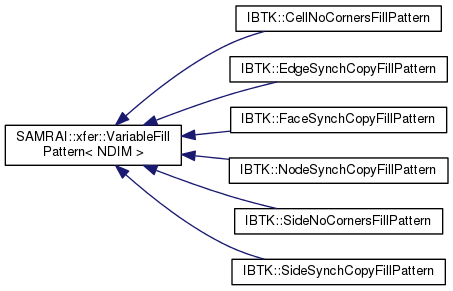 IBTK::CellNoCornersFillPattern
IBTK::EdgeSynchCopyFillPattern
IBTK::FaceSynchCopyFillPattern
SAMRAI::xfer::VariableFill
Pattern< NDIM >
IBTK::NodeSynchCopyFillPattern
IBTK::SideNoCornersFillPattern
IBTK::SideSynchCopyFillPattern